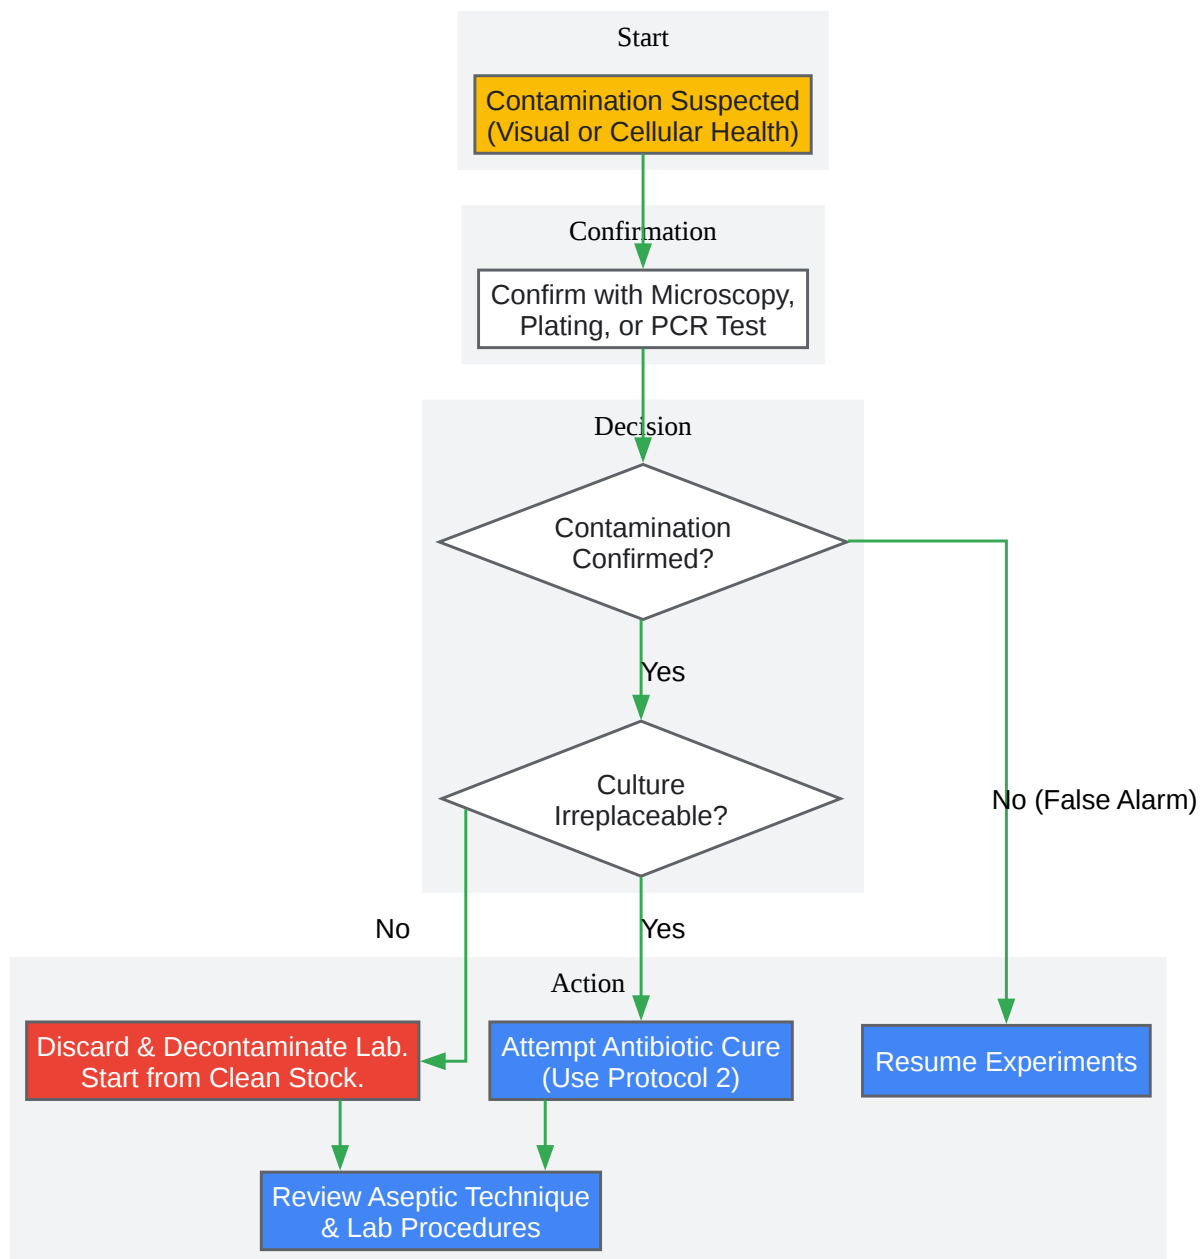 Start
Contamination Suspected
(Visual or Cellular Health)
Confirmation
Confirm with Microscopy,
Plating, or PCR Test
Decision
Contamination
Confirmed?
Yes
Culture
Irreplaceable?
No (False Alarm)
No
Yes
Action
Discard & Decontaminate Lab.
Start from Clean Stock.
Attempt Antibiotic Cure
(Use Protocol 2)
Resume Experiments
Review Aseptic Technique
& Lab Procedures